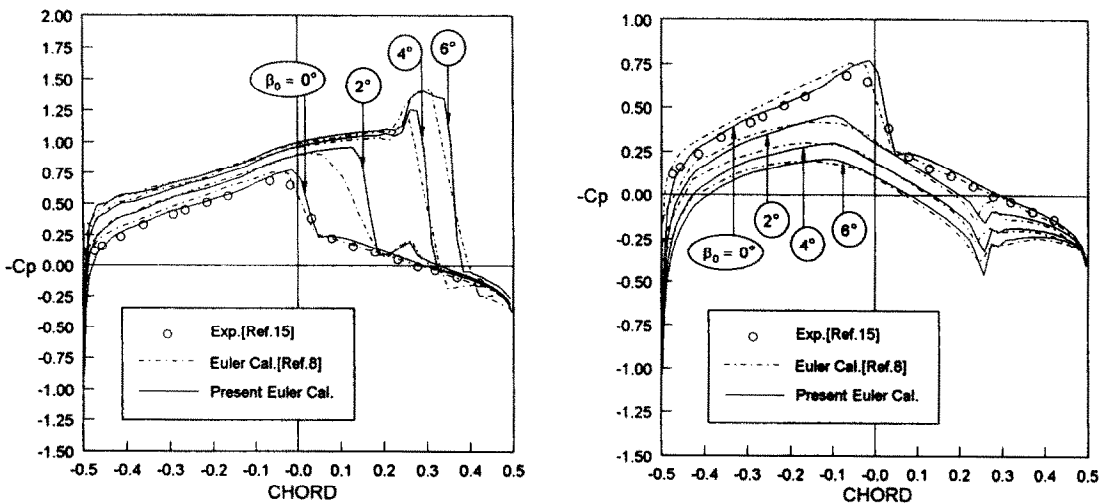 2.00
1.75
1.50
1.25
1.00
0.75
0.50
0.25
0.00
-Cp
-0.25
-0.50
-0.75
-1.00
-1.25
-1.50
-0.5 -0.4 -0.3 -0.2 -0.1 -0.0 0.1 0.2 0.3 0.4 0.5
CHORD
β₀ = 0°
2°
4°
6°
Exp.[Ref.15]
Euler Cal.[Ref.8]
Present Euler Cal.
1.00
0.75
0.50
0.25
0.00
-Cp
-0.25
-0.50
-0.75
-1.00
-1.25
-1.50
-0.5 -0.4 -0.3 -0.2 -0.1 -0.0 0.1 0.2 0.3 0.4 0.5
CHORD
β₀ = 0°
2°
4°
6°
Exp.[Ref.15]
Euler Cal.[Ref.8]
Present Euler Cal.